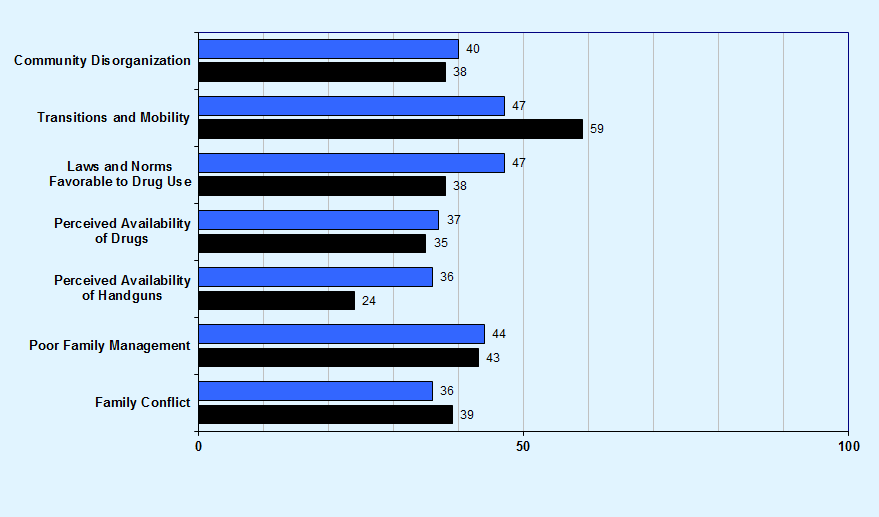 Community Disorganization
40
38
Transitions and Mobility
47
59
Laws and Norms
Favorable to Drug Use
47
38
Perceived Availability
of Drugs
37
35
Perceived Availability
of Handguns
36
24
Poor Family Management
44
43
Family Conflict
36
39
0 50 100